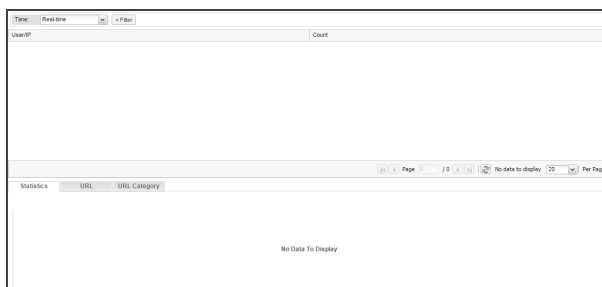 Time: Real-time + Filter
User/IP Count
Page 0 / 0 No data to display 20 Per Pag
Statistics URL URL Category
No Data To Display